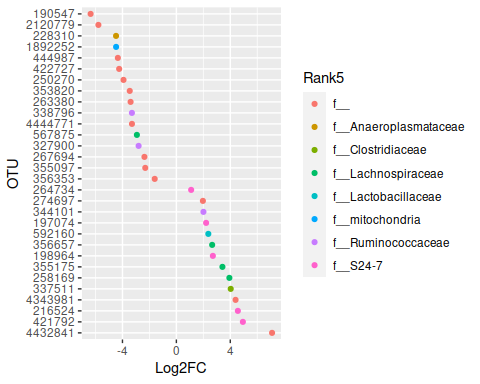 190547
2120779
228310
1892252
444987
422727
250270
353820
263380
338796
4444771
567875
327900
267694
355097
356353
264734
274697
344101
197074
592160
356657
198964
355175
258169
337511
4343981
216524
421792
4432841
OTU
-4 0 4
Log2FC
Rank5
f__
f__Anaeroplasmataceae
f__Clostridiaceae
f__Lachnospiraceae
f__Lactobacillaceae
f__mitochondria
f__Ruminococcaceae
f__S24-7